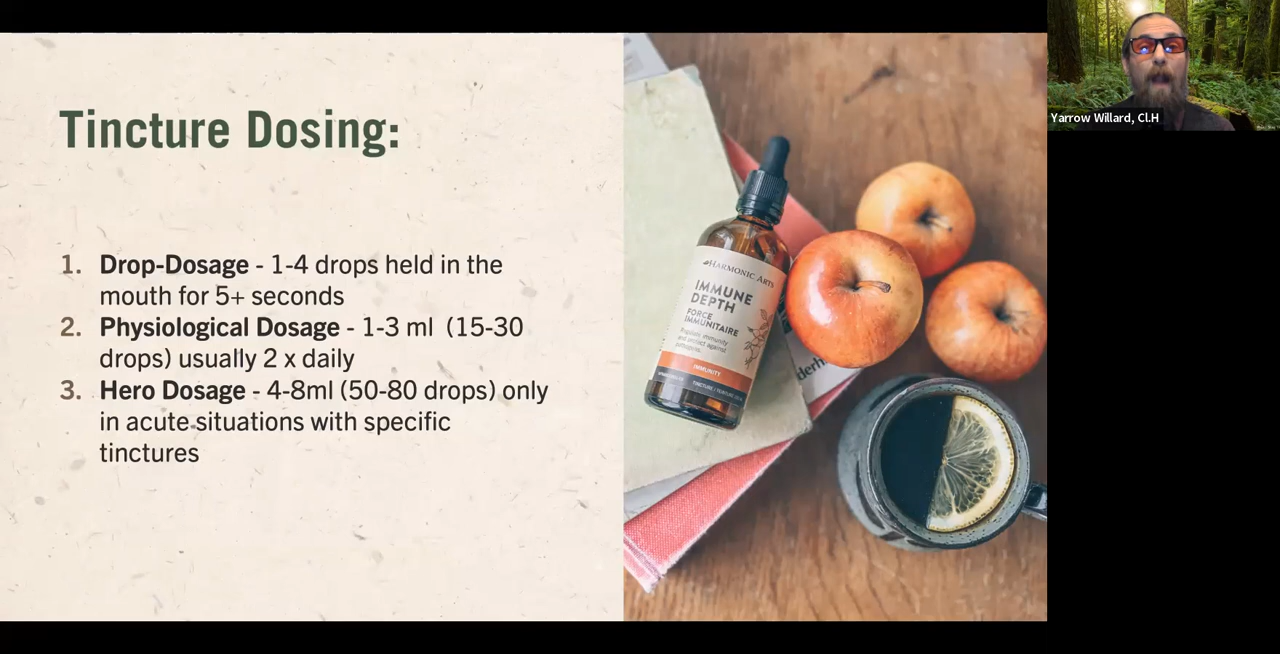 Tincture Dosing:
1. Drop-Dosage - 1-4 drops held in the
mouth for 5+ seconds
2. Physiological Dosage - 1-3 ml (15-30
drops) usually 2 x daily
3. Hero Dosage - 4-8ml (50-80 drops) only
in acute situations with specific
tinctures
HARMONIC ARTS
IMMUNE
DEPTH
FORCE
IMMUNITAIRE
IMMUNITY
Yarrow Willard, Cl.H